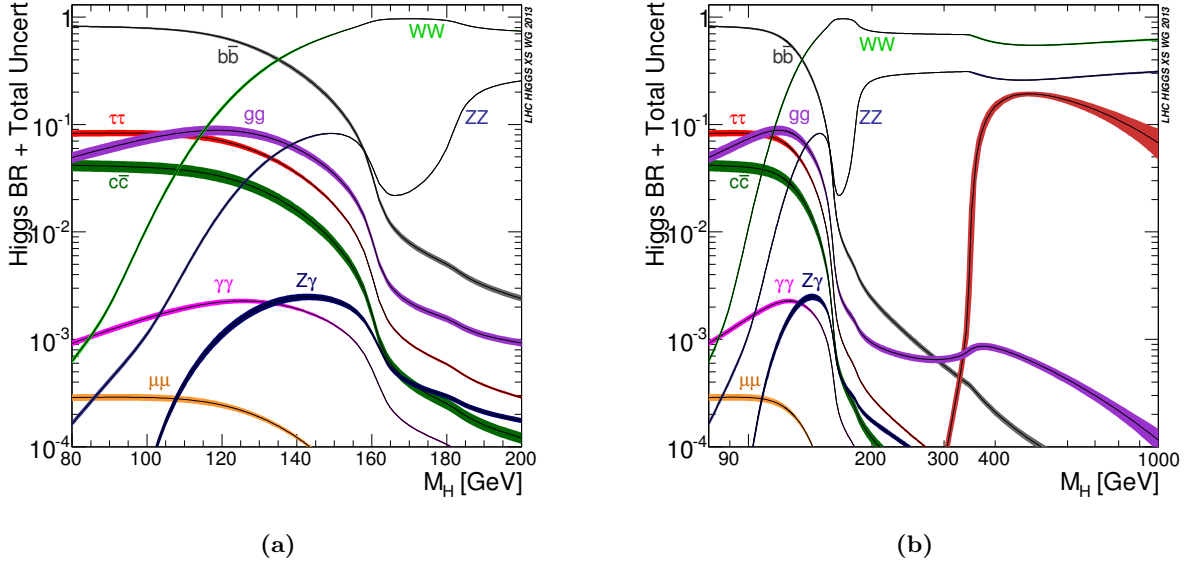 Higgs BR + Total Uncert
1
10⁻¹
10⁻²
10⁻³
10⁻⁴
WW
bb̅
ττ
gg
ZZ
cc̅
γγ
Zγ
μμ
80 100 120 140 160 180 200
M_H [GeV]
LHC HIGGS XS WG 2013
(a)
Higgs BR + Total Uncert
1
10⁻¹
10⁻²
10⁻³
10⁻⁴
WW
bb̅
ττ
gg
ZZ
cc̅
γγ
Zγ
μμ
90 200 300 400 1000
M_H [GeV]
LHC HIGGS XS WG 2013
(b)